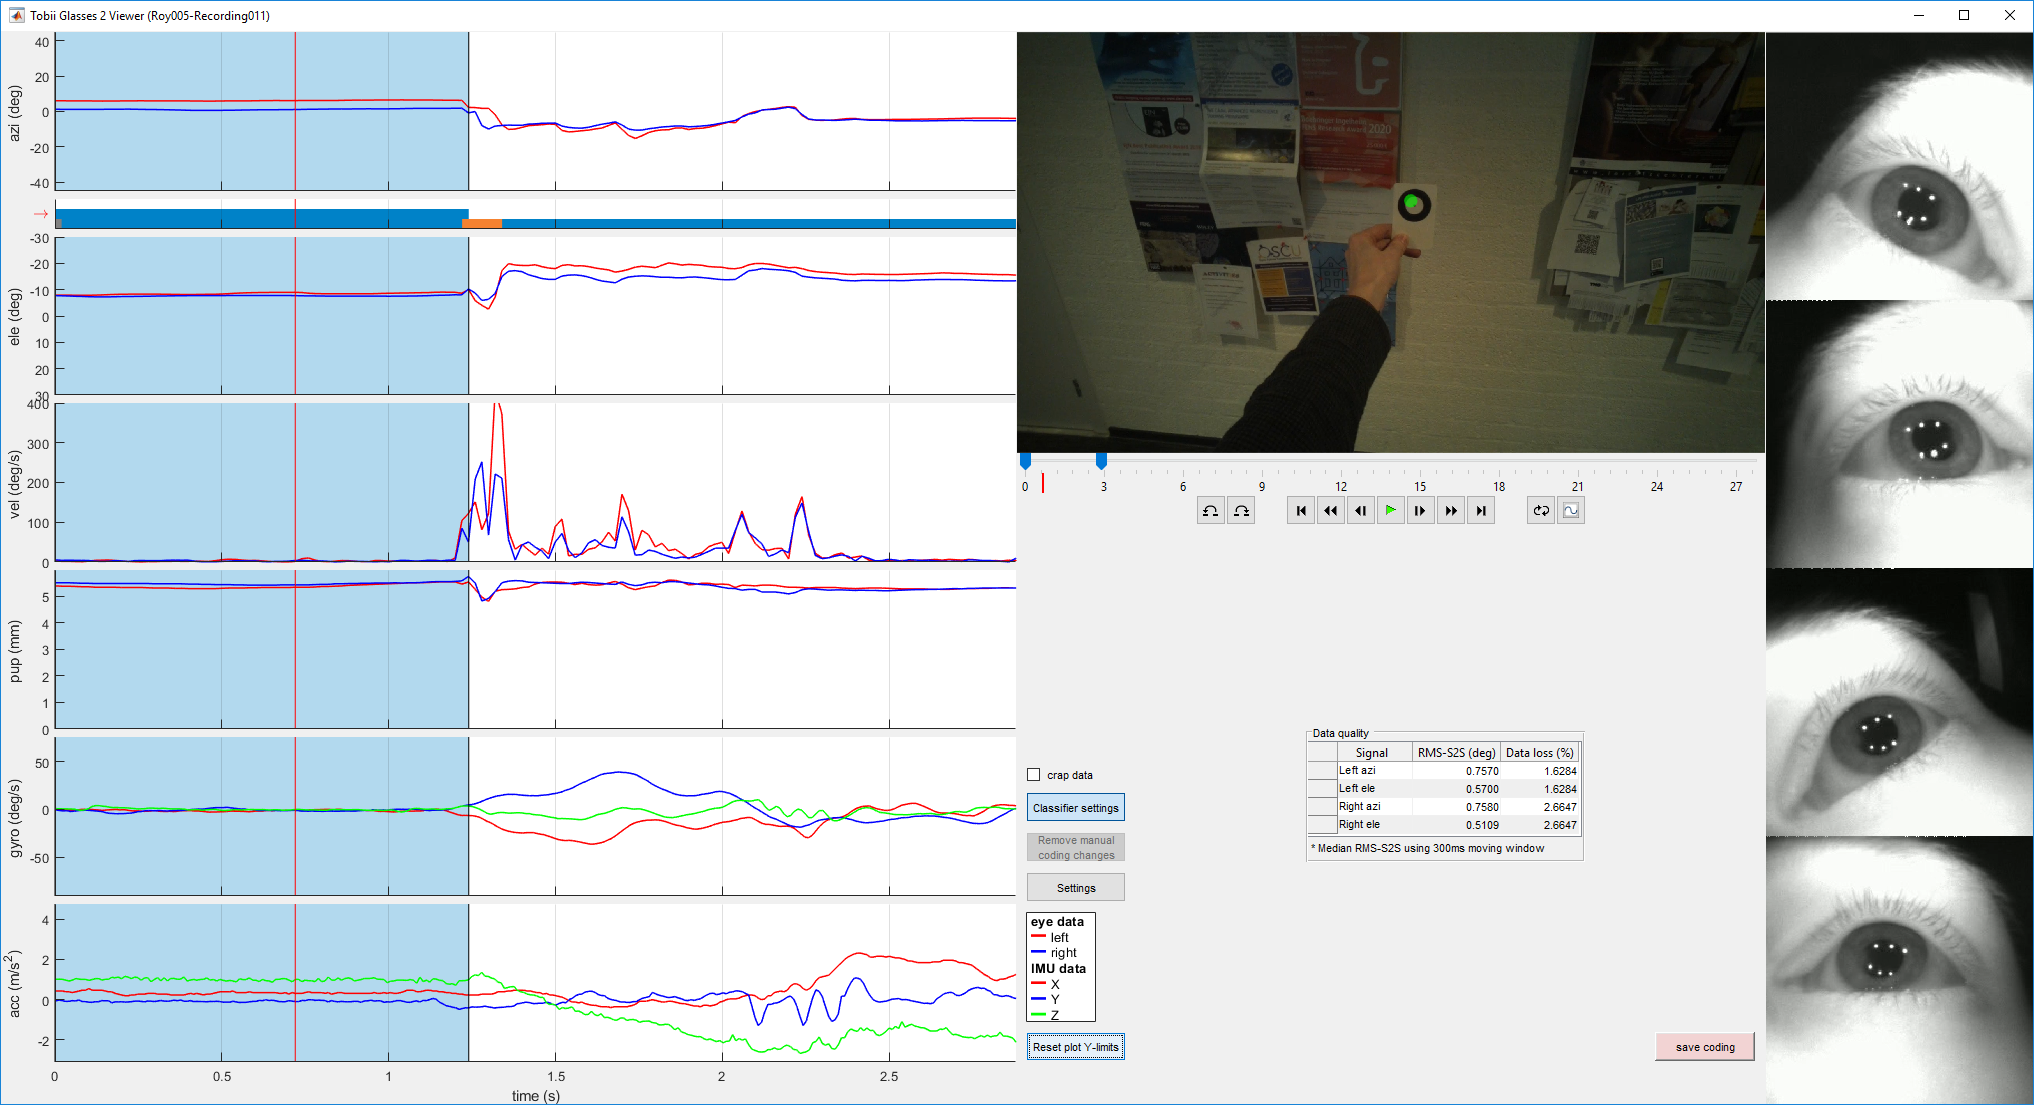 Tobii Glasses 2 Viewer (Roy005-Recording011)
azi (deg)
40
20
0
-20
-40
→
ele (deg)
-30
-20
-10
0
10
20
30
vel (deg/s)
400
300
200
100
0
pup (mm)
5
4
3
2
1
0
gyro (deg/s)
50
0
-50
acc (m/s²)
4
2
0
-2
0 0.5 1 1.5 2 2.5
time (s)
2020
OSCU
0 3 6 9 12 15 18 21 24 27
crap data
Classifier settings
Remove manual
coding changes
Settings
eye data
left
right
IMU data
X
Y
Z
Reset plot Y-limits
Data quality
Signal RMS-S2S (deg) Data loss (%)
Left azi 0.7570 1.6284
Left ele 0.5700 1.6284
Right azi 0.7580 2.6647
Right ele 0.5109 2.6647
* Median RMS-S2S using 300ms moving window
save coding